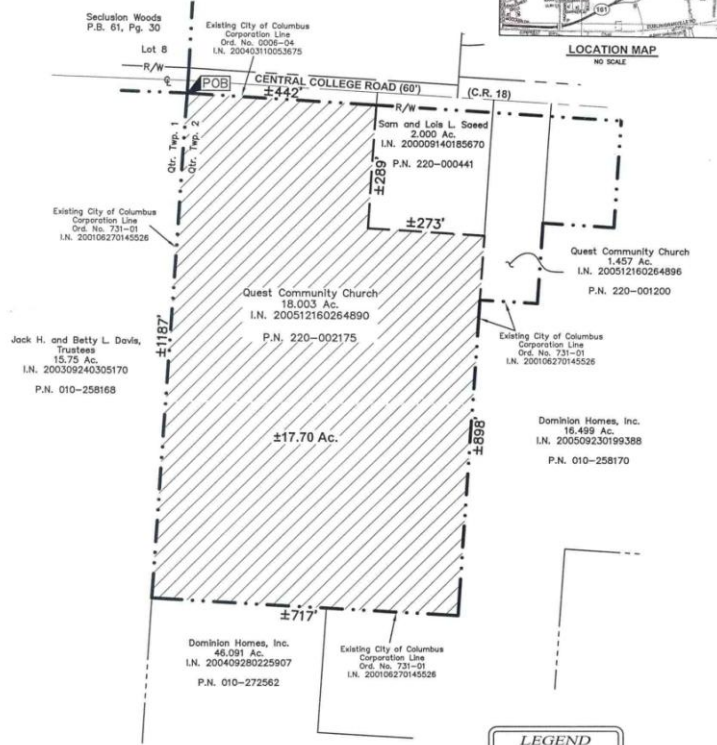 Seclusion Woods
P.B. 61, Pg. 30
Lot 8
Existing City of Columbus
Corporation Line
Ord. No. 0006-04
I.N. 200403110053675
161
LOCATION MAP
NO SCALE
R/W
POB
CENTRAL COLLEGE ROAD (60')
(C.R. 18)
±442'
R/W
Qtr. Twp. 1
Qtr. Twp. 2
Sam and Lois L. Saeed
2.000 Ac.
I.N. 200009140185670
P.N. 220-000441
±289'
±273'
Existing City of Columbus
Corporation Line
Ord. No. 731-01
I.N. 200106270145526
Quest Community Church
1.457 Ac.
I.N. 200512160264896
P.N. 220-001200
Quest Community Church
18.003 Ac.
I.N. 200512160264890
P.N. 220-002175
±1187'
Jack H. and Betty L. Davis,
Trustees
15.75 Ac.
I.N. 200309240305170
P.N. 010-258168
Existing City of Columbus
Corporation Line
Ord. No. 731-01
I.N. 200106270145526
±17.70 Ac.
±898'
Dominion Homes, Inc.
16.499 Ac.
I.N. 200509230199388
P.N. 010-258170
±717'
Dominion Homes, Inc.
46.091 Ac.
I.N. 200409280225907
P.N. 010-272562
Existing City of Columbus
Corporation Line
Ord. No. 731-01
I.N. 200106270145526
LEGEND